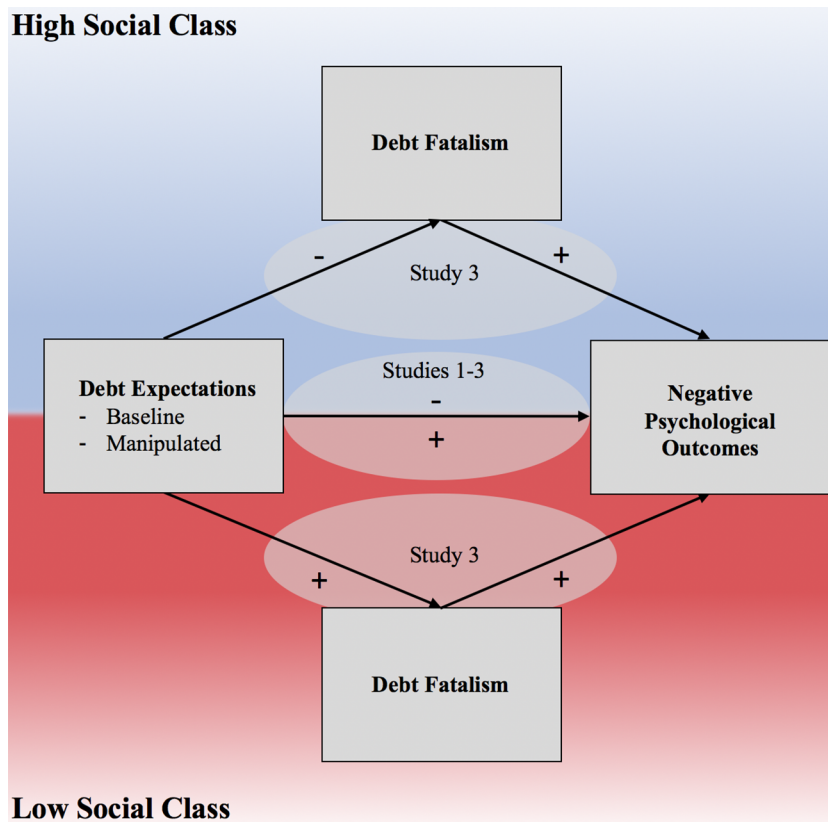 High Social Class
Debt Fatalism
-
+
Study 3
Studies 1-3
Debt Expectations
- Baseline
- Manipulated
-
+
Negative
Psychological
Outcomes
Study 3
+
+
Debt Fatalism
Low Social Class